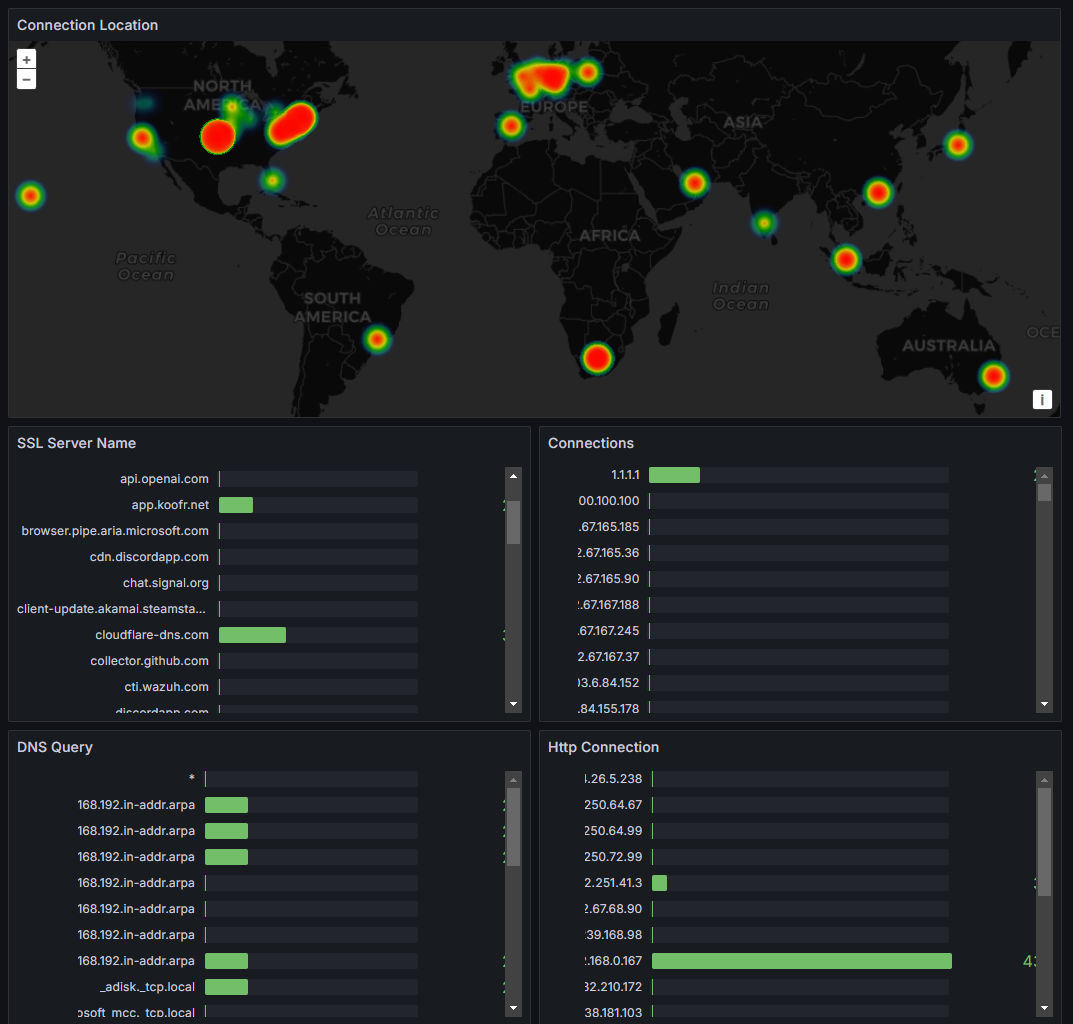 Connection Location
+
−
NORTH
AMERICA
EUROPE
ASIA
Atlantic
Ocean
AFRICA
Pacific
Ocean
Indian
Ocean
SOUTH
AMERICA
OCE
AUSTRALIA
i
SSL Server Name
api.openai.com
app.koofr.net
browser.pipe.aria.microsoft.com
cdn.discordapp.com
chat.signal.org
client-update.akamai.steamsta...
cloudflare-dns.com
collector.github.com
cti.wazuh.com
discordapp.com
Connections
1.1.1.1
00.100.100
.67.165.185
2.67.165.36
2.67.165.90
.67.167.188
.67.167.245
2.67.167.37
03.6.84.152
.84.155.178
DNS Query
*
168.192.in-addr.arpa
168.192.in-addr.arpa
168.192.in-addr.arpa
168.192.in-addr.arpa
168.192.in-addr.arpa
168.192.in-addr.arpa
168.192.in-addr.arpa
_adisk._tcp.local
osoft_mcc._tcp.local
Http Connection
.26.5.238
250.64.67
250.64.99
250.72.99
2.251.41.3
2.67.68.90
239.168.98
.168.0.167 43
32.210.172
38.181.103